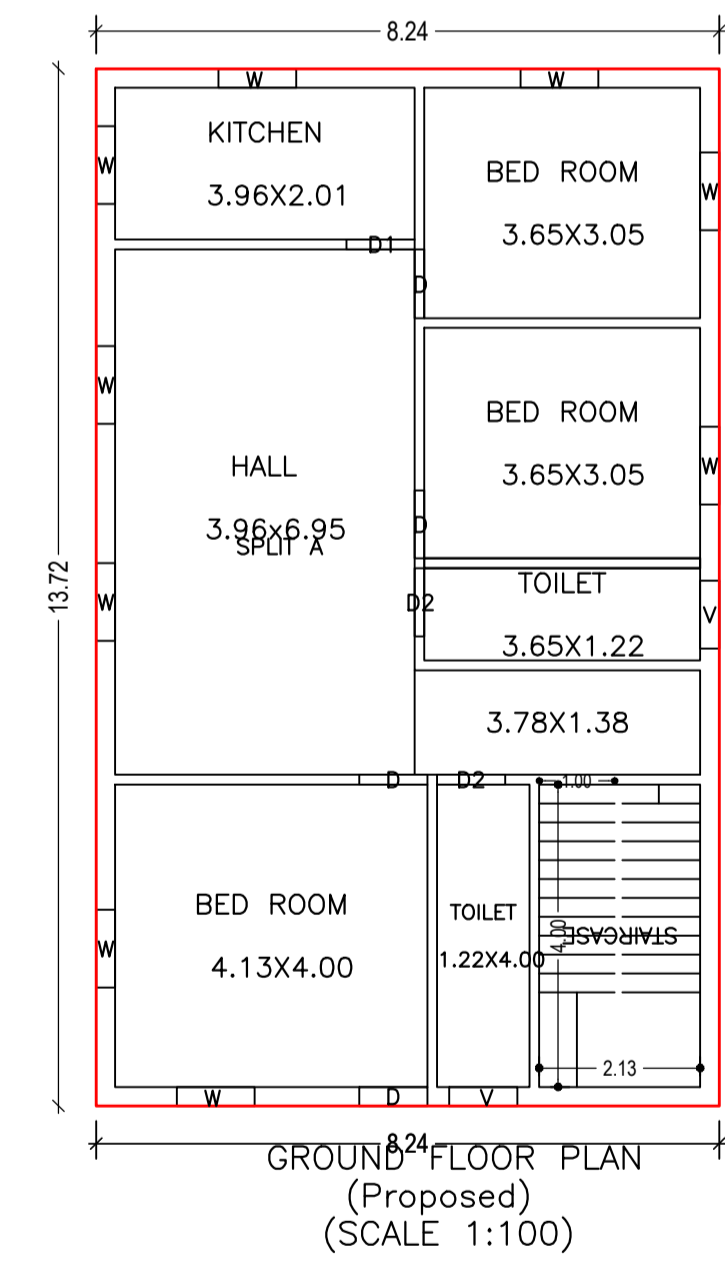 8.24
W
W
KITCHEN
W
3.96X2.01
BED ROOM
W
3.65X3.05
D1
D
W
BED ROOM
HALL
W
3.65X3.05
3.96x6.95
D
SPLIT A
13.72
TOILET
W
D2
V
3.65X1.22
3.78X1.38
D
D2
1.00
BED ROOM
TOILET
4.00
STAIRCASE
W
4.13X4.00
1.22X4.00
2.13
W
D
V
8.24
GROUND FLOOR PLAN
(Proposed)
(SCALE 1:100)